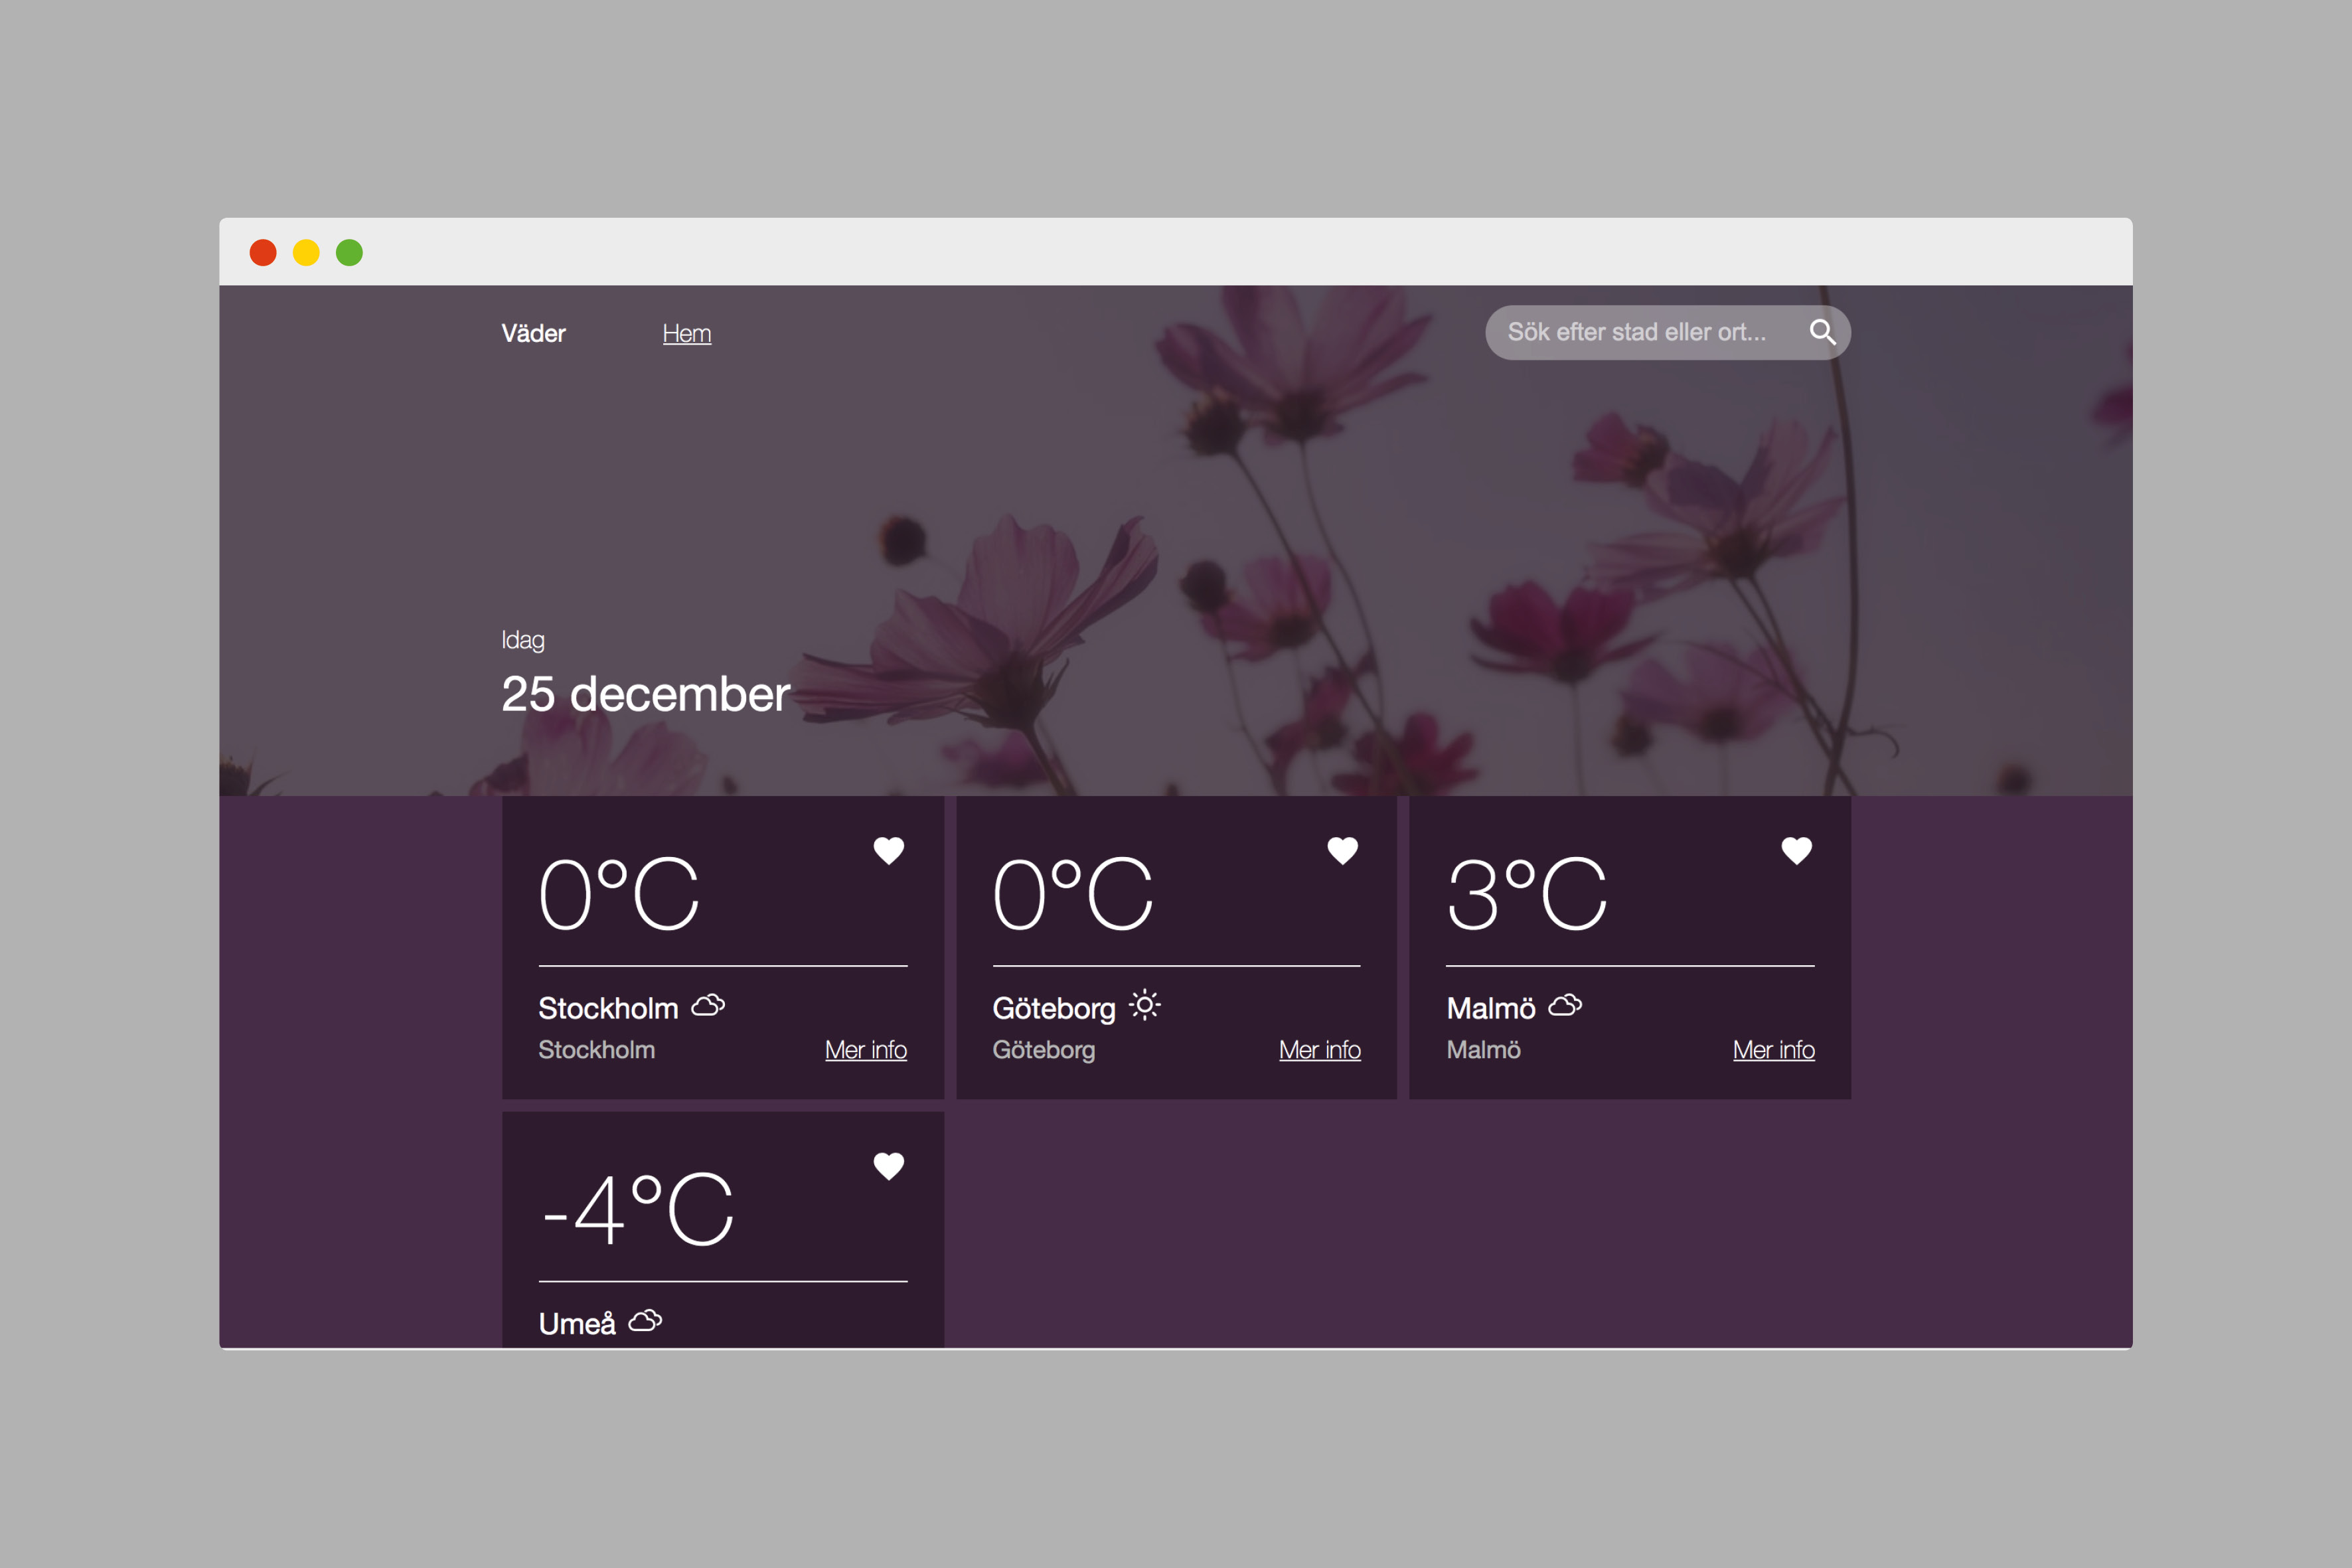 Väder Hem Sök efter stad eller ort...
Idag
25 december
0°C
Stockholm
Stockholm Mer info
0°C
Göteborg
Göteborg Mer info
3°C
Malmö
Malmö Mer info
-4°C
Umeå